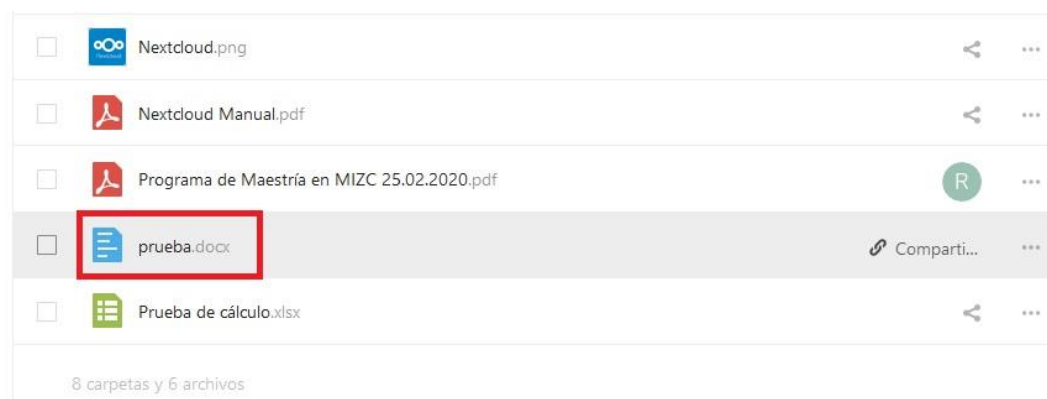 Nextcloud.png
Nextcloud Manual.pdf
Programa de Maestría en MIZC 25.02.2020.pdf
R
prueba.docx
Comparti...
Prueba de cálculo.xlsx
8 carpetas y 6 archivos